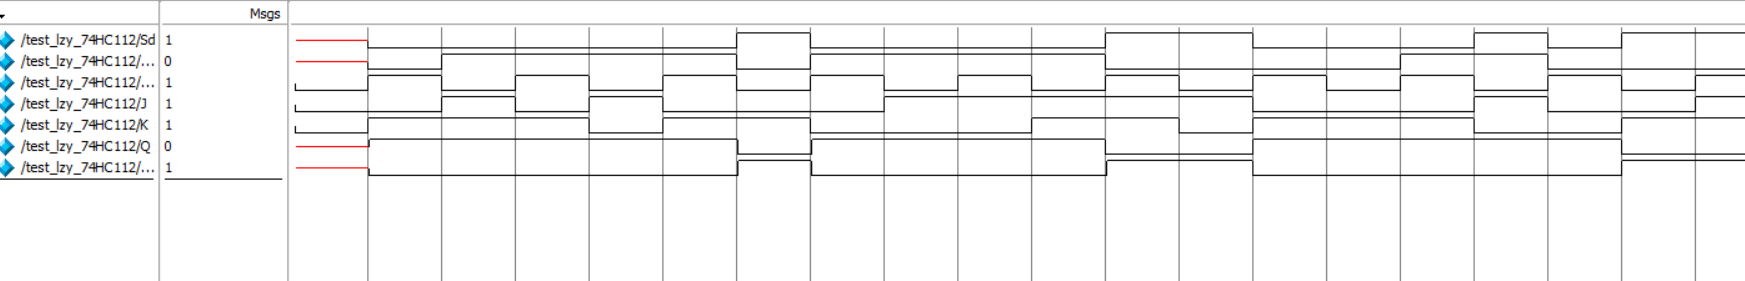 Msgs
/test_lzy_74HC112/Sd 1
/test_lzy_74HC112/... 0
/test_lzy_74HC112/... 1
/test_lzy_74HC112/J 1
/test_lzy_74HC112/K 1
/test_lzy_74HC112/Q 0
/test_lzy_74HC112/... 1